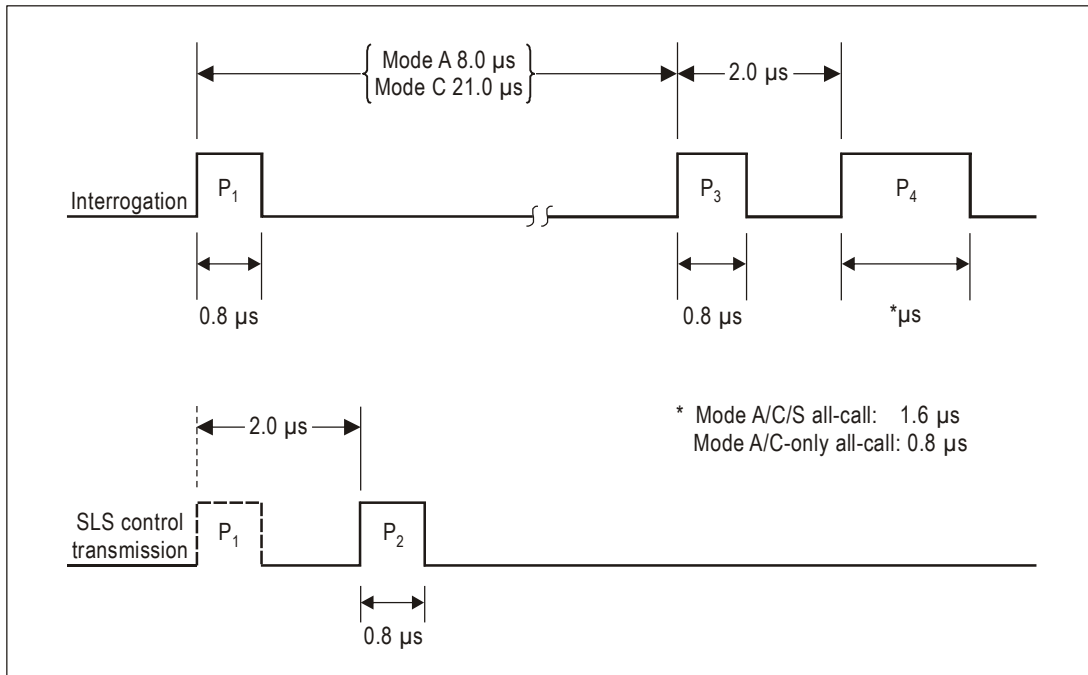 Mode A 8.0 µs
Mode C 21.0 µs
2.0 µs
Interrogation
P1
P3
P4
0.8 µs
0.8 µs
*µs
2.0 µs
* Mode A/C/S all-call: 1.6 µs
Mode A/C-only all-call: 0.8 µs
SLS control
transmission
P1
P2
0.8 µs